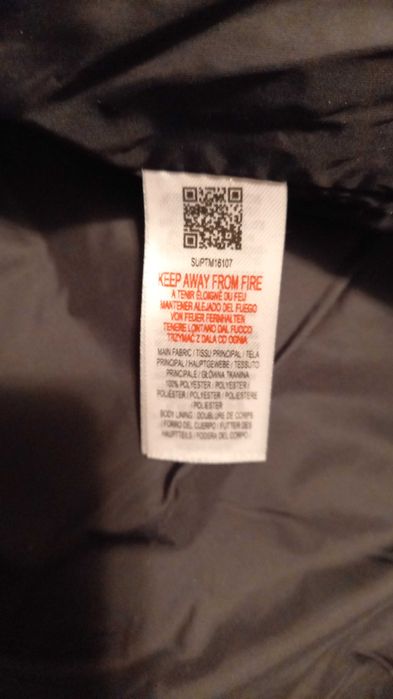 SUPTM16107
KEEP AWAY FROM FIRE
À TENIR ÉLOIGNÉ DU FEU
MANTENER ALEJADO DEL FUEGO
VON FEUER FERNHALTEN
TENERE LONTANO DAL FUOCO
TRZYMAĆ Z DALA OD OGNIA
MAIN FABRIC / TISSU PRINCIPAL / TELA
PRINCIPAL / HAUPTGEWEBE / TESSUTO
PRINCIPALE / GŁÓWNA TKANINA
100% POLYESTER / POLYESTER /
POLIÉSTER / POLYESTER / POLIESTERE
/ POLIESTER
BODY LINING / DOUBLURE DE CORPS
/ FORRO DEL CUERPO / FUTTER DES
HAUPTTEILS / FODERA DEL CORPO /